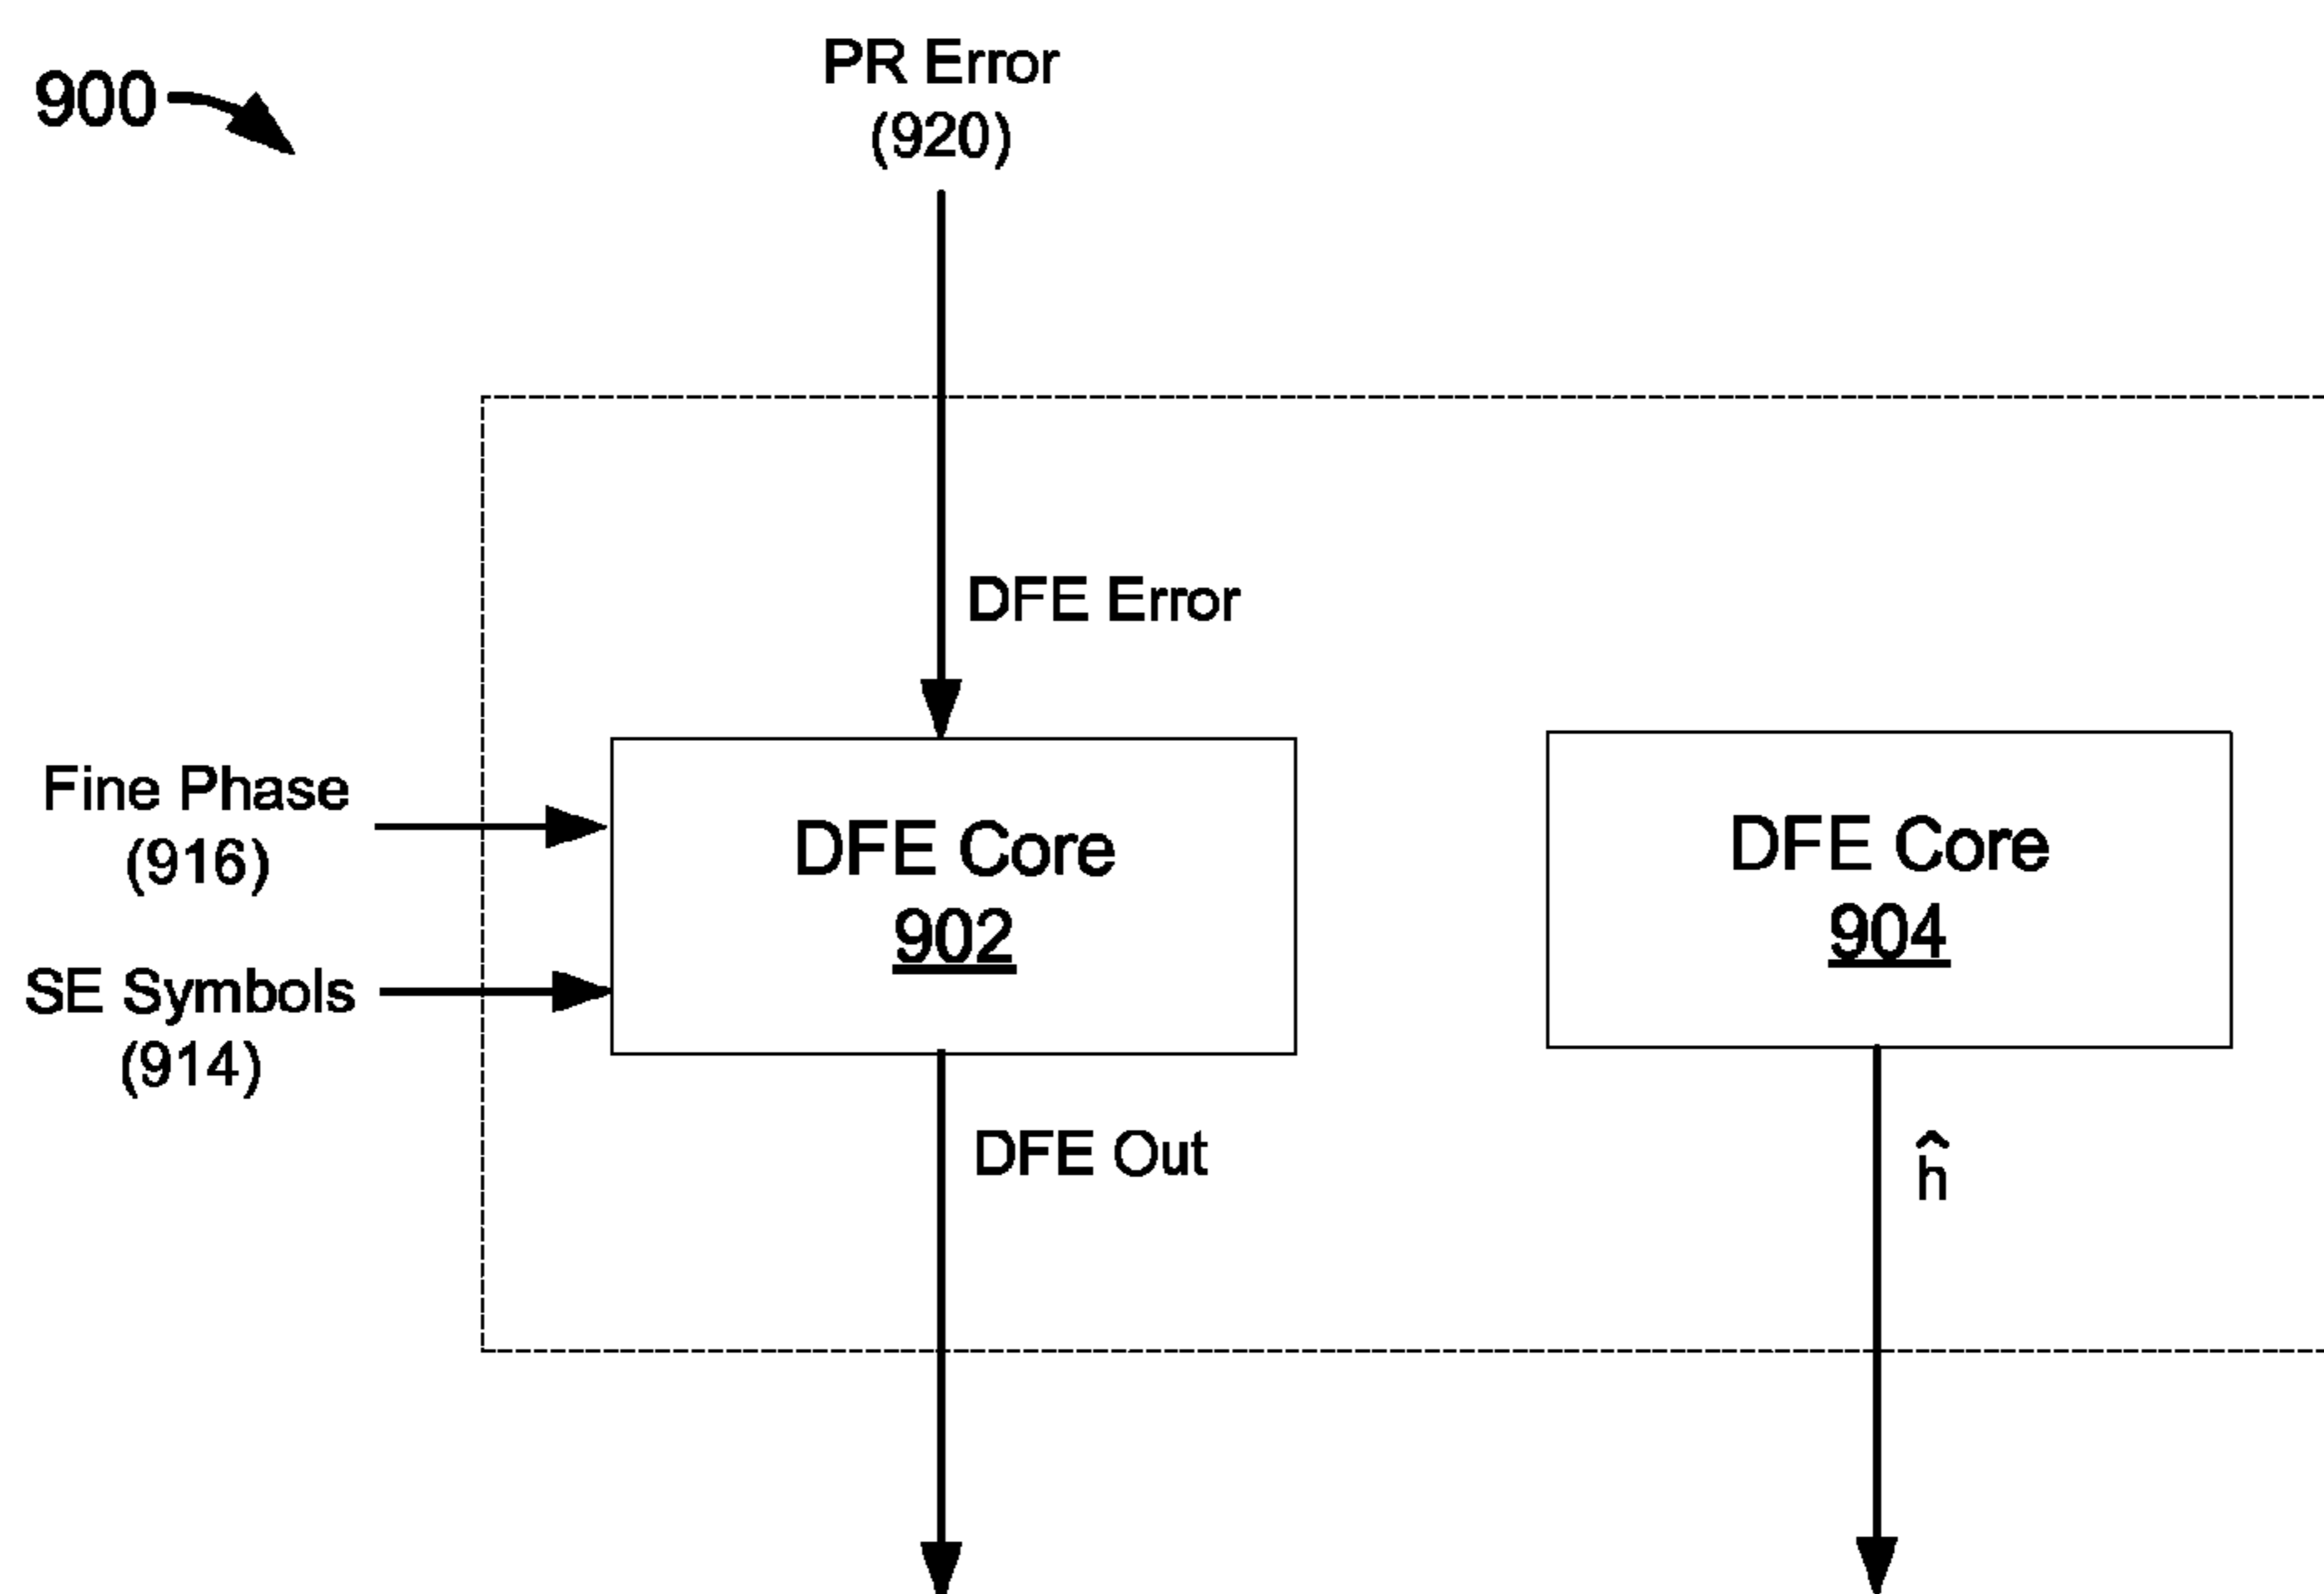 900
PR Error
(920)
DFE Error
Fine Phase
(916)
SE Symbols
(914)
DFE Core
902
DFE Core
904
DFE Out
ĥ